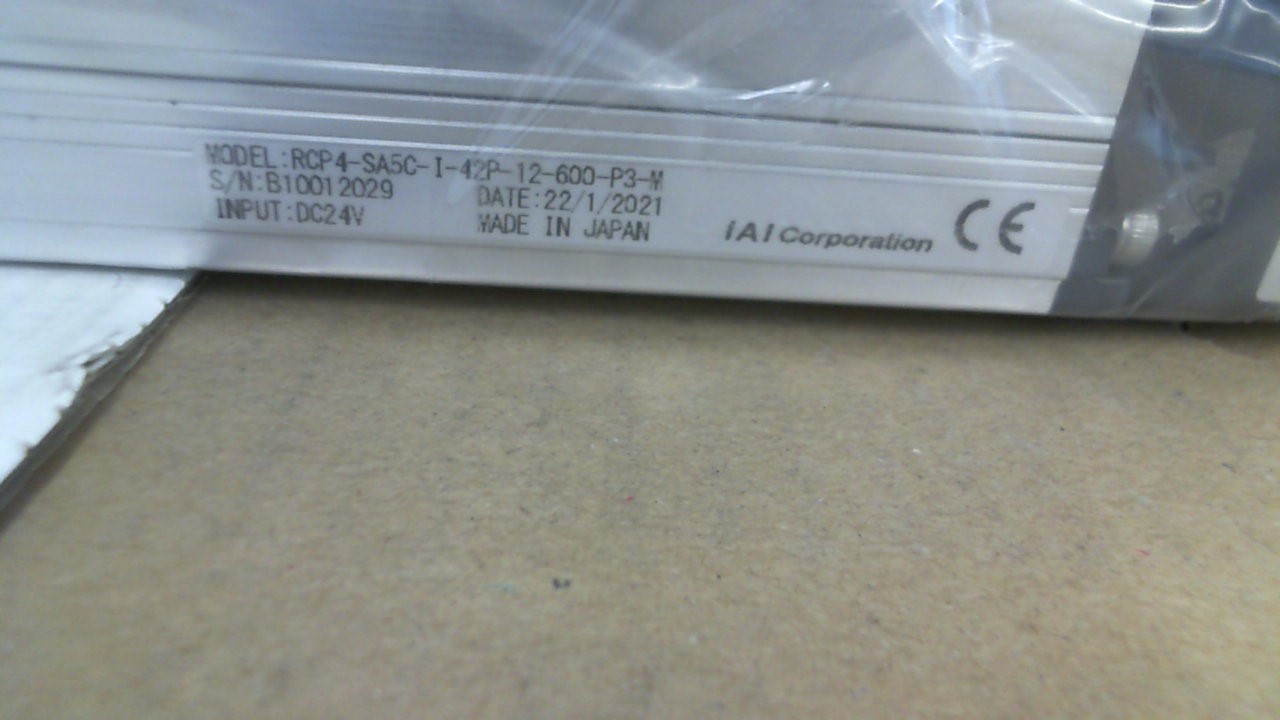 MODEL:RCP4-SA5C-I-42P-12-600-P3-M
S/N:B10012029 DATE:22/1/2021
INPUT:DC24V MADE IN JAPAN
IAI Corporation CE